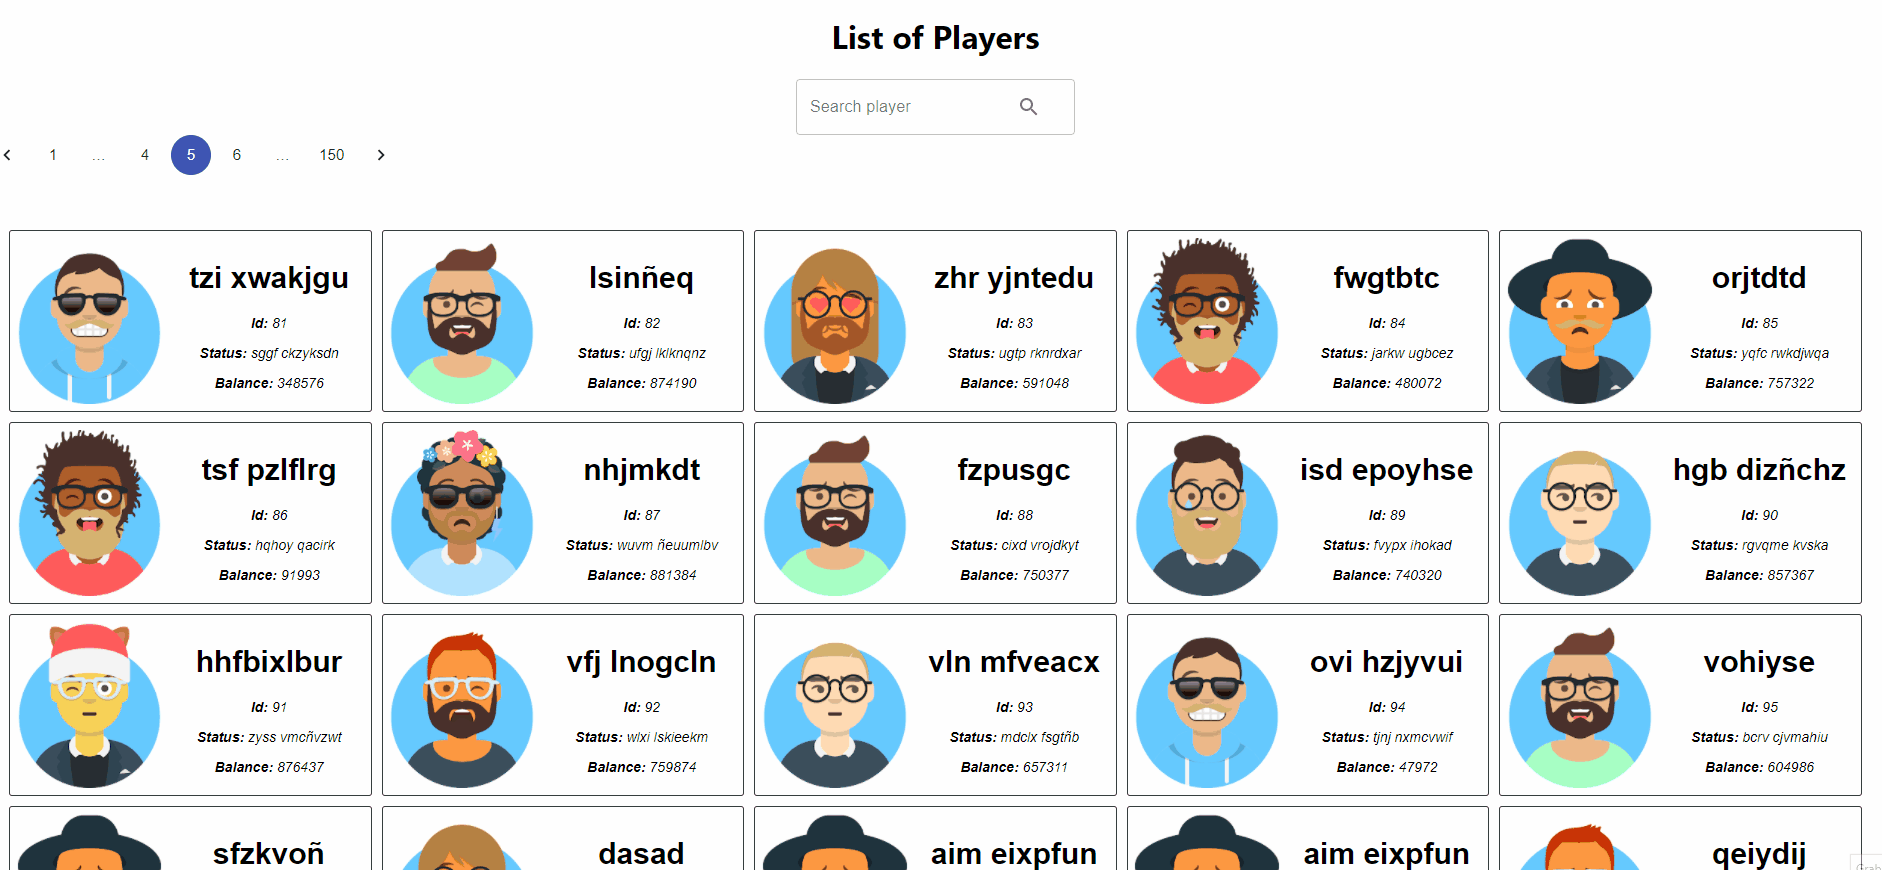 List of Players
Search player
1 ... 4 5 6 ... 150
tzi xwakjgu
Id: 81
Status: sggf ckzyksdn
Balance: 348576
lsinñeq
Id: 82
Status: ufgj lklknqnz
Balance: 874190
zhr yjntedu
Id: 83
Status: ugtp rknrdxar
Balance: 591048
fwgtbtc
Id: 84
Status: jarkw ugbcez
Balance: 480072
orjtdtd
Id: 85
Status: yqfc rwkdjwqa
Balance: 757322
tsf pzlflrg
Id: 86
Status: hqhoy qacirk
Balance: 91993
nhjmkdt
Id: 87
Status: wuvm ñeuumlbv
Balance: 881384
fzpusgc
Id: 88
Status: cixd vrojdkyt
Balance: 750377
isd epoyhse
Id: 89
Status: fvypx ihokad
Balance: 740320
hgb dizñchz
Id: 90
Status: rgvqme kvska
Balance: 857367
hhfbixlbur
Id: 91
Status: zyss vmcñvzwt
Balance: 876437
vfj lnogcln
Id: 92
Status: wlxi lskieekm
Balance: 759874
vln mfveacx
Id: 93
Status: mdclx fsgtñb
Balance: 657311
ovi hzjyvui
Id: 94
Status: tjnj nxmcvwif
Balance: 47972
vohiyse
Id: 95
Status: bcrv cjvmahiu
Balance: 604986
sfzkvoñ
dasad
aim eixpfun
aim eixpfun
qeiydij